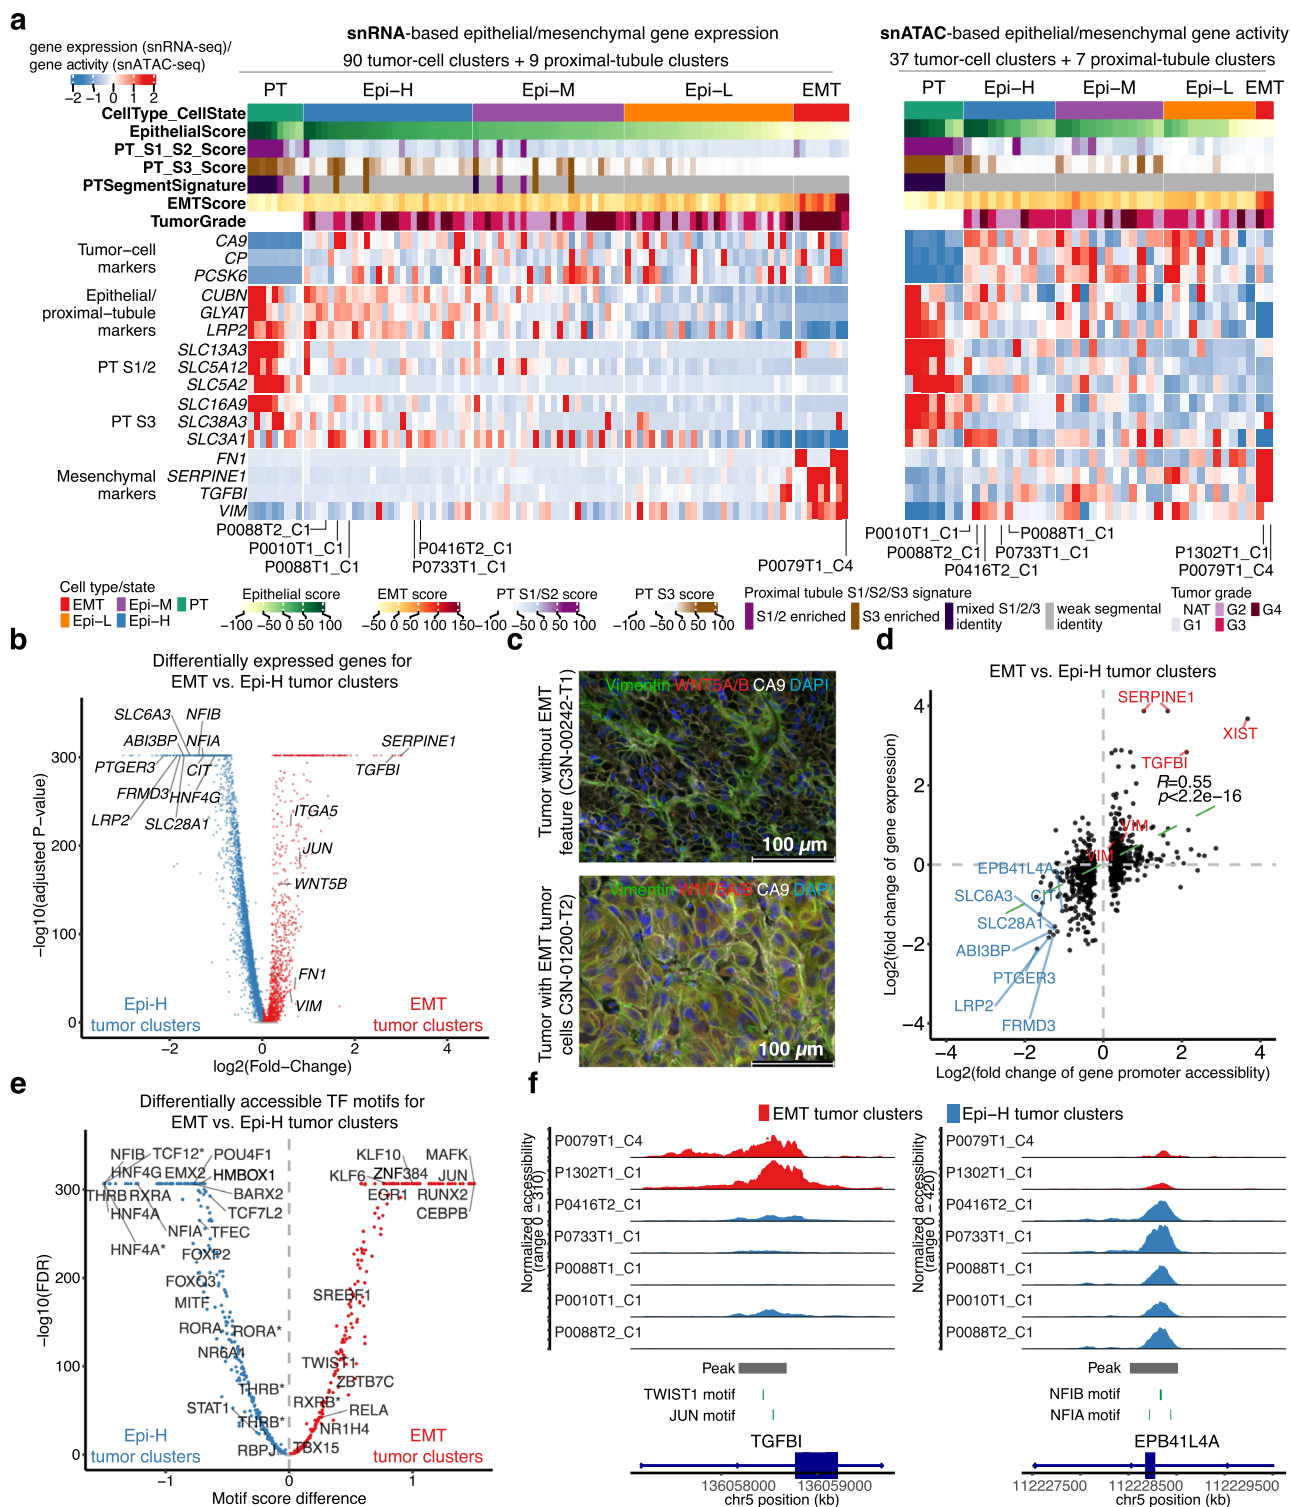 a
snRNA-based epithelial/mesenchymal gene expression
90 tumor-cell clusters + 9 proximal-tubule clusters
snATAC-based epithelial/mesenchymal gene activity
37 tumor-cell clusters + 7 proximal-tubule clusters
gene expression (snRNA-seq)/
gene activity (snATAC-seq)
−2 −1 0 1 2
PT Epi−H Epi−M Epi−L EMT
PT Epi−H Epi−M Epi−L EMT
CellType_CellState
EpithelialScore
PT_S1_S2_Score
PT_S3_Score
PTSegmentSignature
EMTScore
TumorGrade
Tumor−cell
markers
CA9
CP
PCSK6
Epithelial/
proximal−tubule
markers
CUBN
GLYAT
LRP2
PT S1/2
SLC13A3
SLC5A12
SLC5A2
PT S3
SLC16A9
SLC38A3
SLC3A1
Mesenchymal
markers
FN1
SERPINE1
TGFBI
VIM
P0088T2_C1
P0010T1_C1
P0088T1_C1
P0416T2_C1
P0733T1_C1
P0079T1_C4
P0010T1_C1
P0088T2_C1
P0416T2_C1
P0088T1_C1
P0733T1_C1
P1302T1_C1
P0079T1_C4
Cell type/state
EMT Epi−M PT
Epi−L Epi−H
Epithelial score
−100 −50 0 50 100
EMT score
−50 0 50 100 150
PT S1/S2 score
−100 −50 0 50 100
PT S3 score
−100 −50 0 50 100
Proximal tubule S1/S2/S3 signature
S1/2 enriched
S3 enriched
mixed S1/2/3
identity
weak segmental
identity
Tumor grade
NAT G2 G4
G1 G3
b
Differentially expressed genes for
EMT vs. Epi−H tumor clusters
SLC6A3 NFIB
ABI3BP NFIA
PTGER3 CIT
FRMD3 HNF4G
LRP2 SLC28A1
SERPINE1
TGFBI
ITGA5
JUN
WNT5B
FN1
VIM
Epi-H
tumor clusters
EMT
tumor clusters
−log10(adjusted P−value)
300
200
100
0
−2 0 2 4
log2(Fold−Change)
c
Tumor without EMT
feature (C3N-00242-T1)
Vimentin WNT5A/B CA9 DAPI
100 µm
Tumor with EMT tumor
cells C3N-01200-T2)
Vimentin WNT5A/B CA9 DAPI
100 µm
d
EMT vs. Epi−H tumor clusters
SERPINE1
XIST
TGFBI
R=0.55
p<2.2e−16
VIM
VIM
EPB41L4A
SLC6A3 CIT
SLC28A1
ABI3BP
PTGER3
LRP2
FRMD3
Log2(fold change of gene expression)
4
2
0
−2
−4
−4 −2 0 2 4
Log2(fold change of gene promoter accessiblity)
e
Differentially accessible TF motifs for
EMT vs. Epi−H tumor clusters
NFIB TCF12* POU4F1
HNF4G EMX2 HMBOX1
THRB RXRA BARX2
HNF4A TCF7L2
NFIA* TFEC
HNF4A*
FOXP2
FOXO3
MITF
RORA RORA*
NR6A1
THRB*
STAT1
THRB*
RBPJ
KLF10 MAFK
KLF6 ZNF384 JUN
EGR1 RUNX2
CEBPB
SREBF1
TWIST1
ZBTB7C
RXRB*
RELA
NR1H4
TBX15
Epi−H
tumor clusters
EMT
tumor clusters
−log10(FDR)
300
200
100
0
−1 0 1
Motif score difference
f
EMT tumor clusters Epi−H tumor clusters
Normalized accessibility
(range 0 − 310)
P0079T1_C4
P1302T1_C1
P0416T2_C1
P0733T1_C1
P0088T1_C1
P0010T1_C1
P0088T2_C1
Peak
TWIST1 motif
JUN motif
TGFBI
136058000 136059000
chr5 position (kb)
Normalized accessibility
(range 0 − 420)
P0079T1_C4
P1302T1_C1
P0416T2_C1
P0733T1_C1
P0088T1_C1
P0010T1_C1
P0088T2_C1
Peak
NFIB motif
NFIA motif
EPB41L4A
112227500 112228500 112229500
chr5 position (kb)